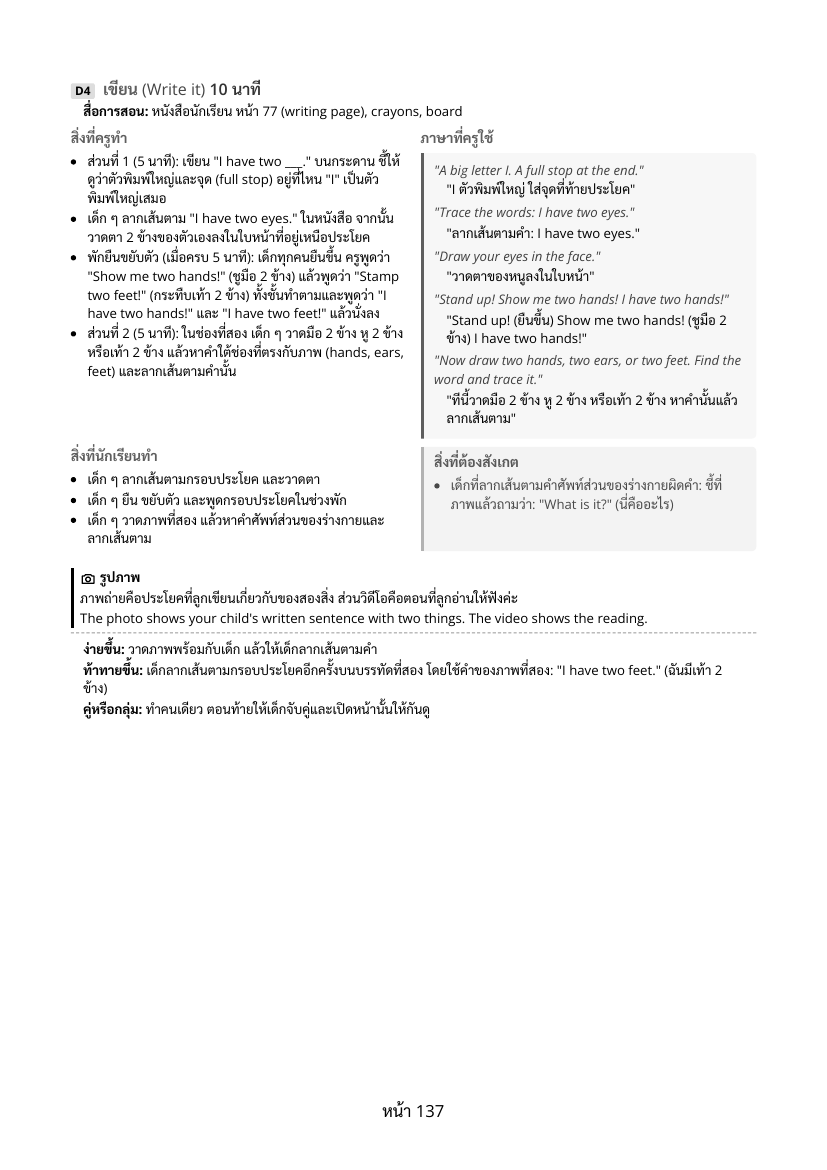 D4 เขียน (Write it) 10 นาที
สื่อการสอน: หนังสือนักเรียน หน้า 77 (writing page), crayons, board
สิ่งที่ครูทำ
• ส่วนที่ 1 (5 นาที): เขียน "I have two ___." บนกระดาน ชี้ให้
ดูว่าตัวพิมพ์ใหญ่และจุด (full stop) อยู่ที่ไหน "I" เป็นตัว
พิมพ์ใหญ่เสมอ
• เด็ก ๆ ลากเส้นตาม "I have two eyes." ในหนังสือ จากนั้น
วาดตา 2 ข้างของตัวเองลงในใบหน้าที่อยู่เหนือประโยค
• พักยืนขยับตัว (เมื่อครบ 5 นาที): เด็กทุกคนยืนขึ้น ครูพูดว่า
"Show me two hands!" (ชูมือ 2 ข้าง) แล้วพูดว่า "Stamp
two feet!" (กระทืบเท้า 2 ข้าง) ทั้งชั้นทำตามและพูดว่า "I
have two hands!" และ "I have two feet!" แล้วนั่งลง
• ส่วนที่ 2 (5 นาที): ในช่องที่สอง เด็ก ๆ วาดมือ 2 ข้าง หู 2 ข้าง
หรือเท้า 2 ข้าง แล้วหาคำใต้ช่องที่ตรงกับภาพ (hands, ears,
feet) และลากเส้นตามคำนั้น
ภาษาที่ครูใช้
"A big letter I. A full stop at the end."
"I ตัวพิมพ์ใหญ่ ใส่จุดที่ท้ายประโยค"
"Trace the words: I have two eyes."
"ลากเส้นตามคำ: I have two eyes."
"Draw your eyes in the face."
"วาดตาของหนูลงในใบหน้า"
"Stand up! Show me two hands! I have two hands!"
"Stand up! (ยืนขึ้น) Show me two hands! (ชูมือ 2
ข้าง) I have two hands!"
"Now draw two hands, two ears, or two feet. Find the
word and trace it."
"ทีนี้วาดมือ 2 ข้าง หู 2 ข้าง หรือเท้า 2 ข้าง หาคำนั้นแล้ว
ลากเส้นตาม"
สิ่งที่นักเรียนทำ
• เด็ก ๆ ลากเส้นตามกรอบประโยค และวาดตา
• เด็ก ๆ ยืน ขยับตัว และพูดกรอบประโยคในช่วงพัก
• เด็ก ๆ วาดภาพที่สอง แล้วหาคำศัพท์ส่วนของร่างกายและ
ลากเส้นตาม
สิ่งที่ต้องสังเกต
• เด็กที่ลากเส้นตามคำศัพท์ส่วนของร่างกายผิดคำ: ชี้ที่
ภาพแล้วถามว่า: "What is it?" (นี่คืออะไร)
รูปภาพ
ภาพถ่ายคือประโยคที่ลูกเขียนเกี่ยวกับของสองสิ่ง ส่วนวิดีโอคือตอนที่ลูกอ่านให้ฟังค่ะ
The photo shows your child's written sentence with two things. The video shows the reading.
ง่ายขึ้น: วาดภาพพร้อมกับเด็ก แล้วให้เด็กลากเส้นตามคำ
ท้าทายขึ้น: เด็กลากเส้นตามกรอบประโยคอีกครั้งบนบรรทัดที่สอง โดยใช้คำของภาพที่สอง: "I have two feet." (ฉันมีเท้า 2
ข้าง)
คู่หรือกลุ่ม: ทำคนเดียว ตอนท้ายให้เด็กจับคู่และเปิดหน้านั้นให้กันดู
หน้า 137